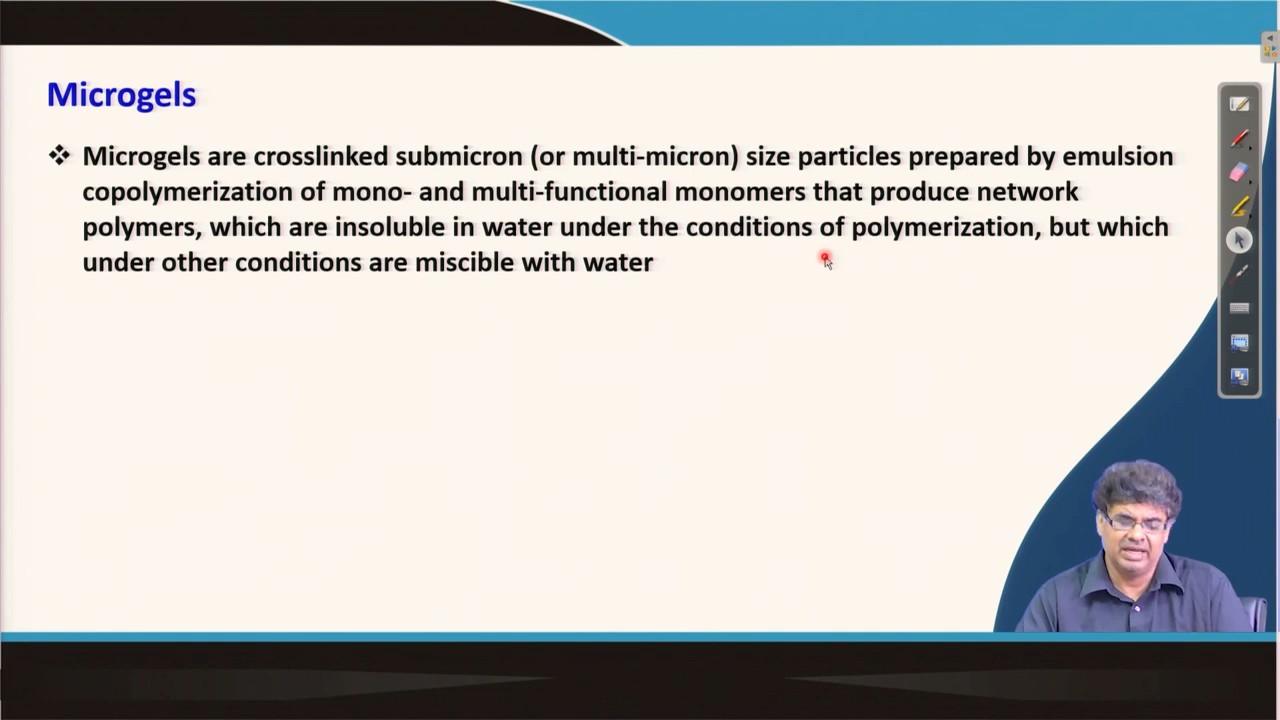 Microgels
❖ Microgels are crosslinked submicron (or multi-micron) size particles prepared by emulsion
copolymerization of mono- and multi-functional monomers that produce network
polymers, which are insoluble in water under the conditions of polymerization, but which
under other conditions are miscible with water